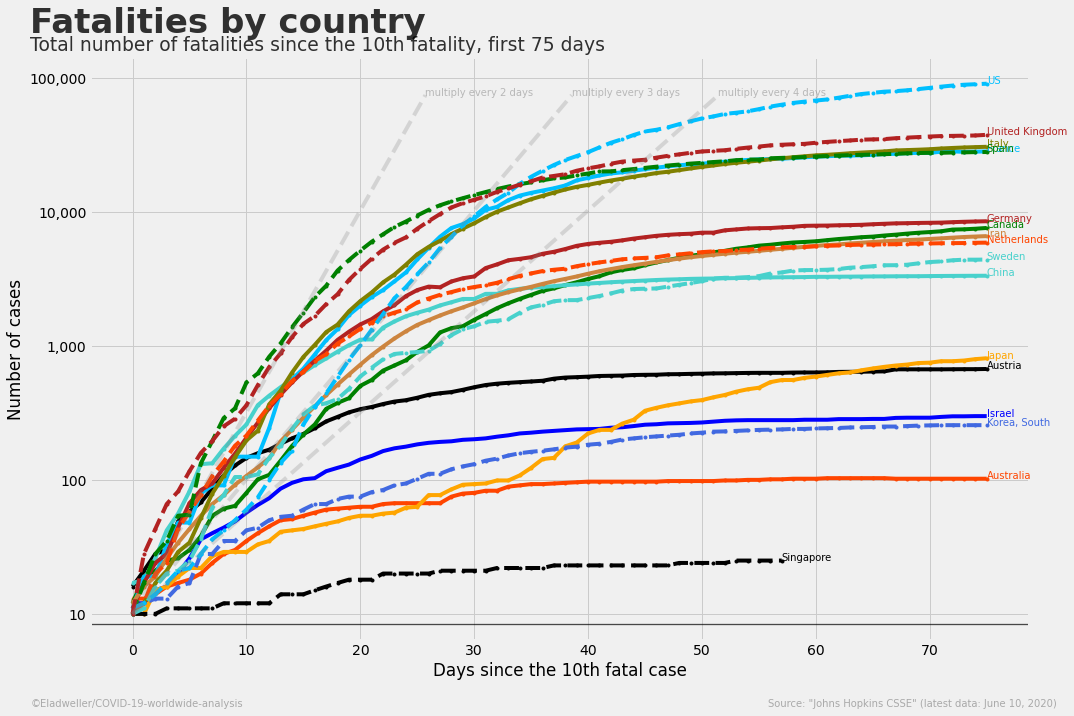 Fatalities by country
Total number of fatalities since the 10th fatality, first 75 days
100,000
10,000
1,000
100
10
Number of cases
multiply every 2 days
multiply every 3 days
multiply every 4 days
US
United Kingdom
Italy
Spain
Germany
Canada
Iran
Netherlands
Sweden
China
Japan
Austria
Israel
Korea, South
Australia
Singapore
0 10 20 30 40 50 60 70
Days since the 10th fatal case
©Eladweller/COVID-19-worldwide-analysis
Source: "Johns Hopkins CSSE" (latest data: June 10, 2020)